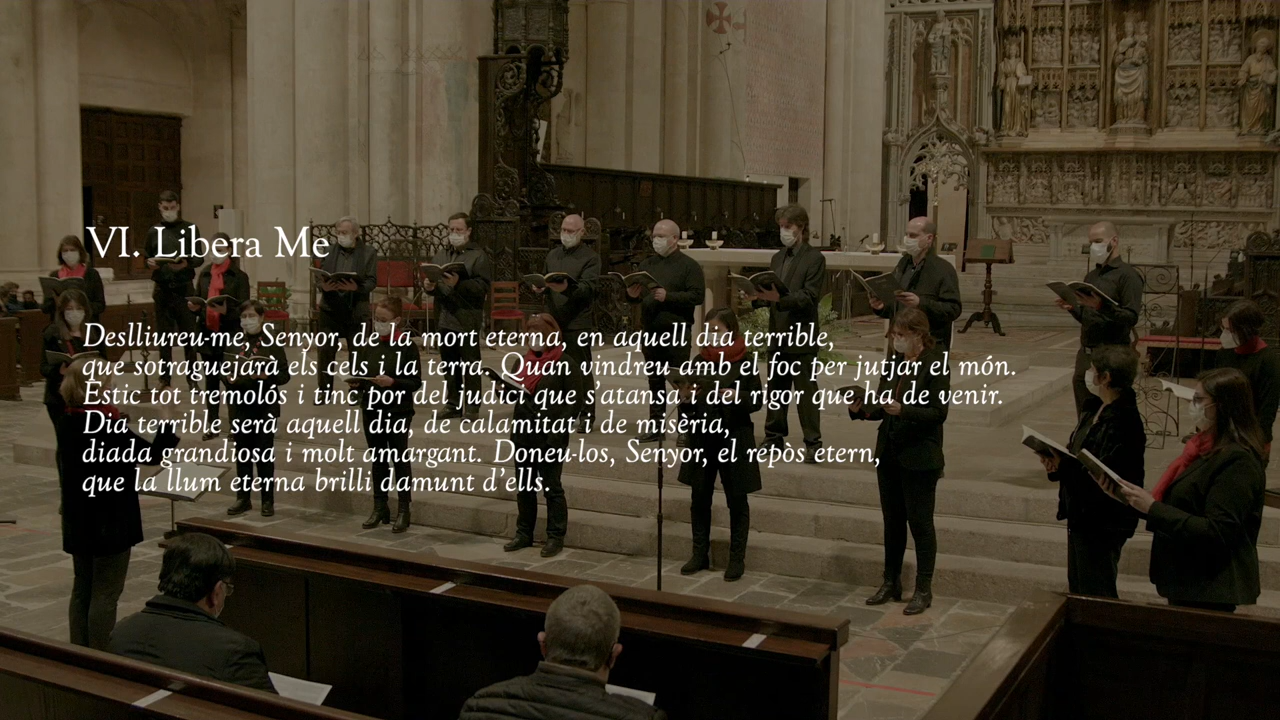 VI. Libera Me
Deslliureu-me, Senyor, de la mort eterna, en aquell dia terrible,
que sotraguejarà els cels i la terra. Quan vindreu amb el foc per jutjar el món.
Estic tot tremolós i tinc por del judici que s'atansa i del rigor que ha de venir.
Dia terrible serà aquell dia, de calamitat i de misèria,
diada grandiosa i molt amargant. Doneu-los, Senyor, el repòs etern,
que la llum eterna brilli damunt d'ells.